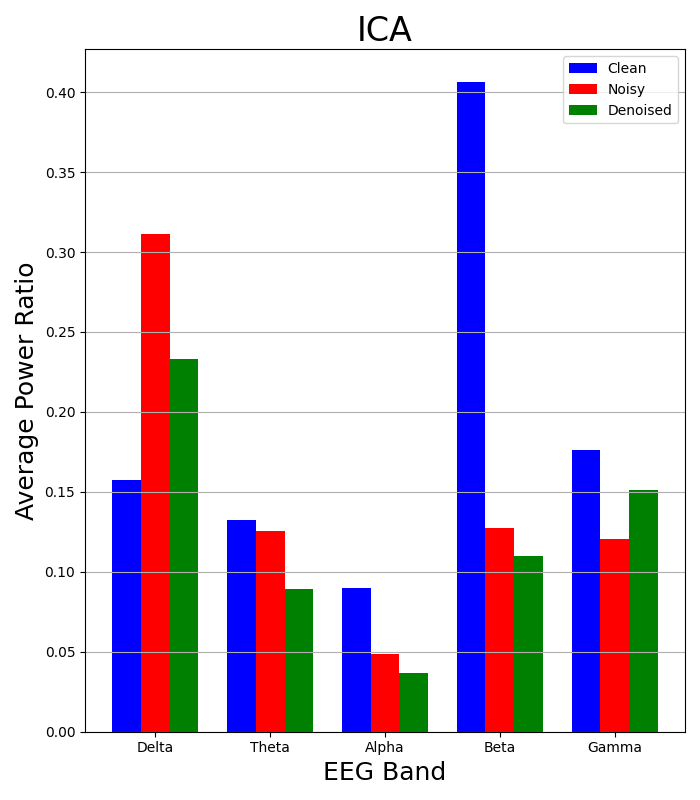 ICA
Clean
Noisy
Denoised
0.40
0.35
0.30
0.25
0.20
0.15
0.10
0.05
0.00
Average Power Ratio
Delta Theta Alpha Beta Gamma
EEG Band